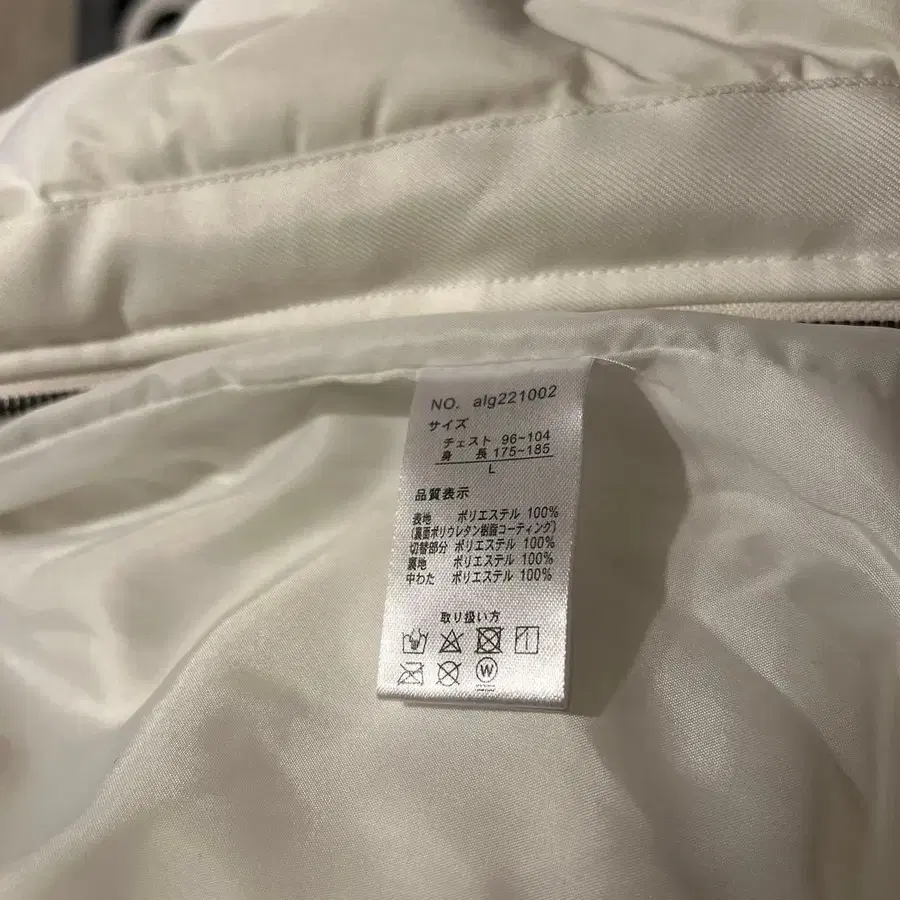 NO. alg221002
サイズ
チェスト 96~104
身 長 175~185
L
品質表示
表地 ポリエステル 100%
(裏面ポリウレタン樹脂コーティング)
切替部分 ポリエステル 100%
裏地 ポリエステル 100%
中わた ポリエステル 100%
取り扱い方
W